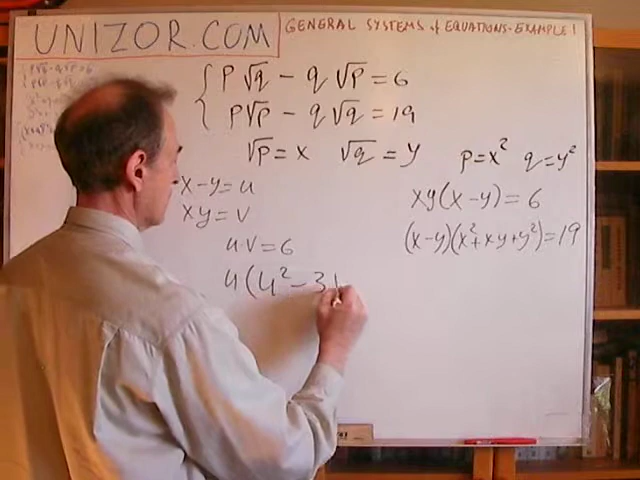 UNIZOR.COM
GENERAL SYSTEMS of EQUATIONS - EXAMPLE 1
p√q - q√p = 6
p√p - q√q = 19
√p = x √q = y p = x² q = y²
x - y = u
xy = v
u·v = 6
u(u² - 3
xy(x - y) = 6
(x-y)(x²+xy+y²) = 19